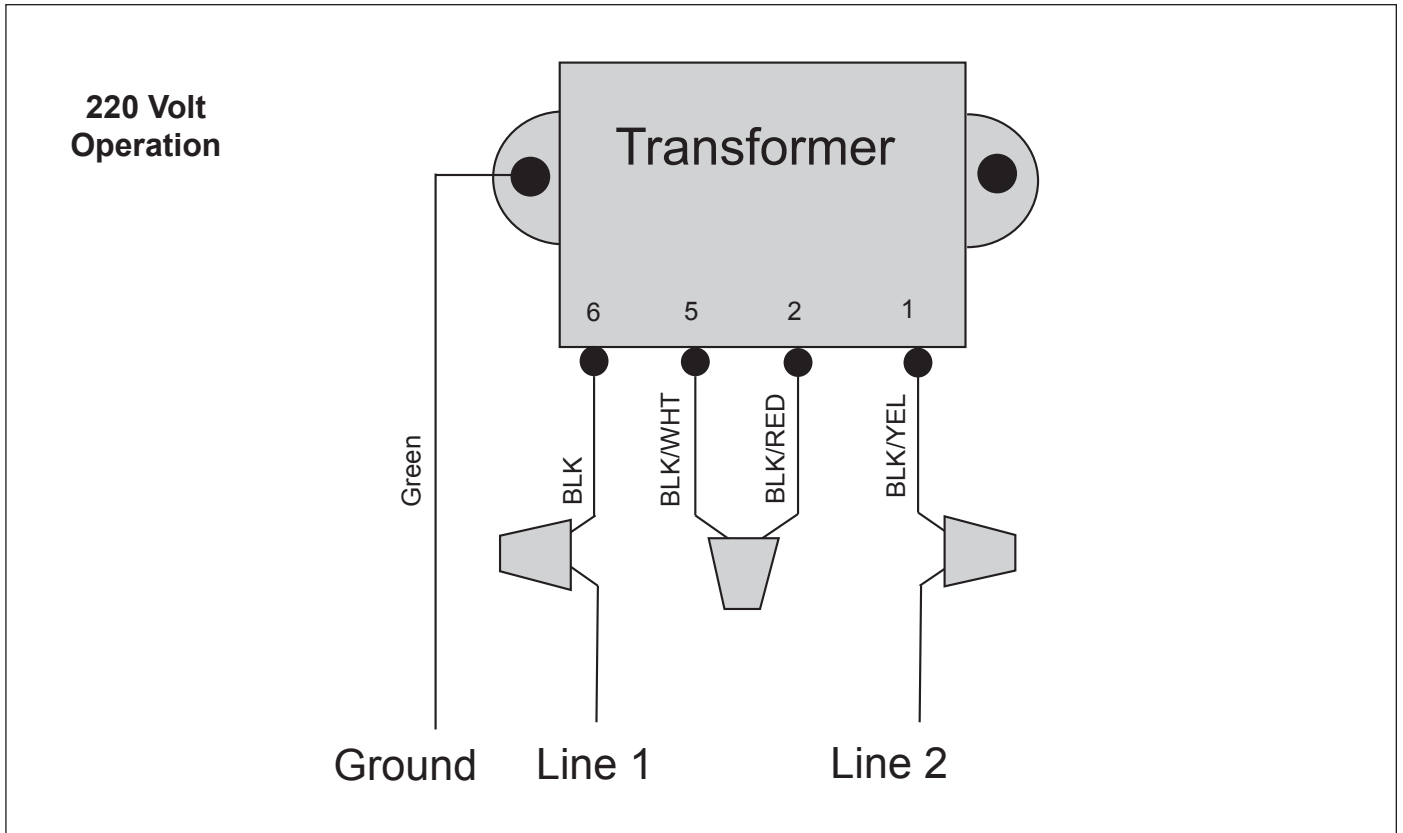 220 Volt
Operation
Transformer
6 5 2 1
Green
BLK
BLK/WHT
BLK/RED
BLK/YEL
Ground
Line 1
Line 2